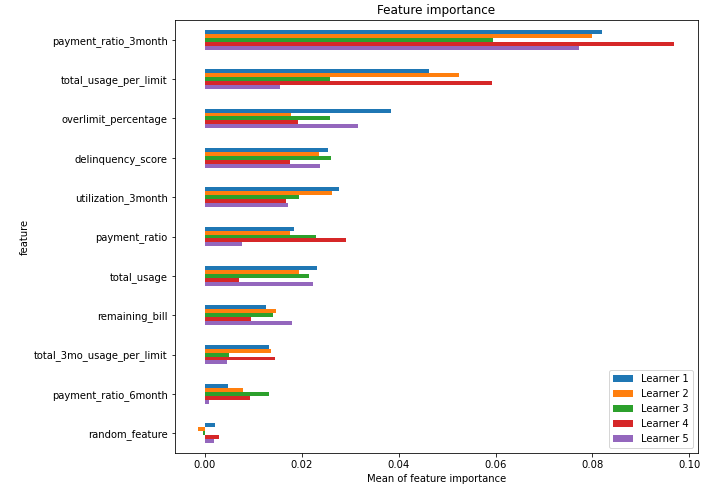 Feature importance
payment_ratio_3month
total_usage_per_limit
overlimit_percentage
delinquency_score
utilization_3month
payment_ratio
total_usage
remaining_bill
total_3mo_usage_per_limit
payment_ratio_6month
random_feature
feature
Learner 1
Learner 2
Learner 3
Learner 4
Learner 5
0.00 0.02 0.04 0.06 0.08 0.10
Mean of feature importance